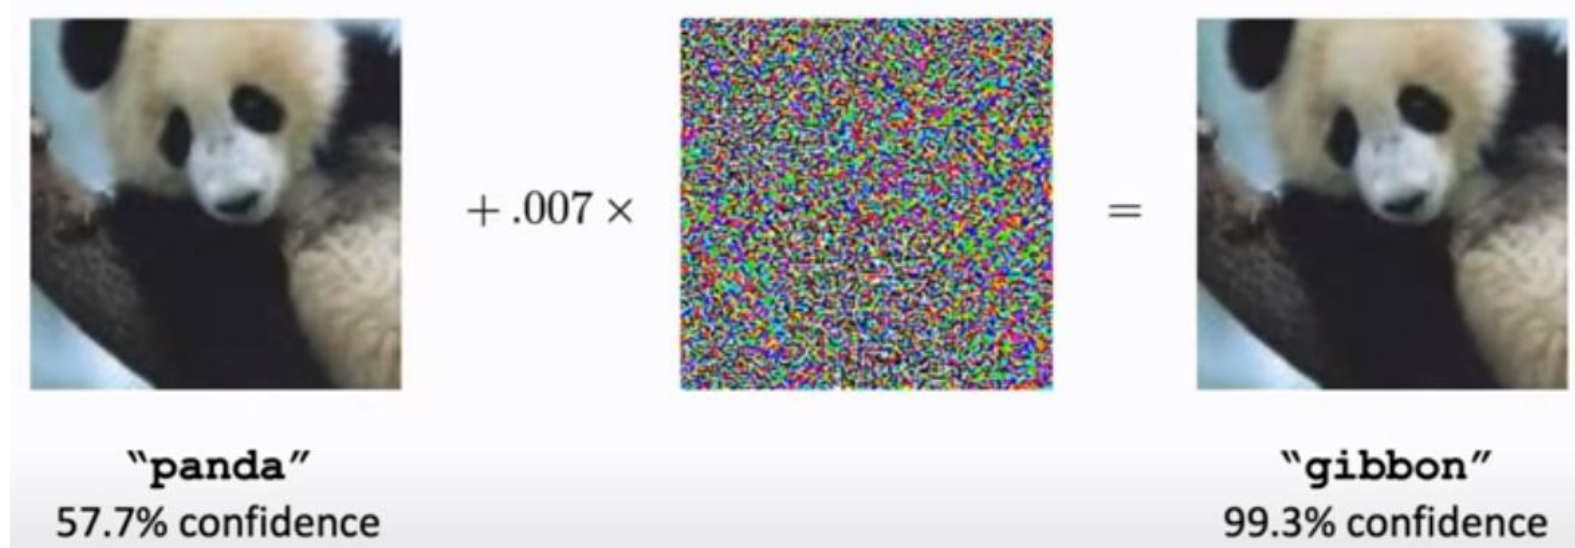 + .007 ×
=
“panda”
57.7% confidence
“gibbon”
99.3% confidence